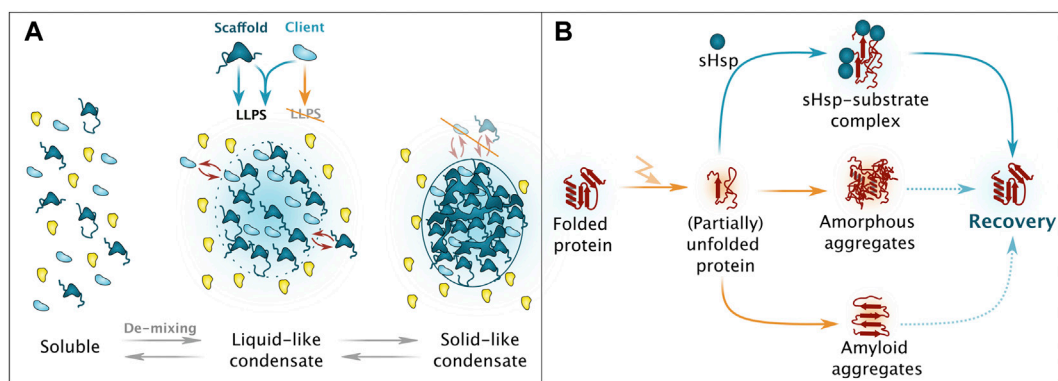 A
Scaffold
Client
LLPS
LLPS
De-mixing
Soluble
Liquid-like
condensate
Solid-like
condensate
B
sHsp
sHsp-substrate
complex
Folded
protein
(Partially)
unfolded
protein
Amorphous
aggregates
Recovery
Amyloid
aggregates